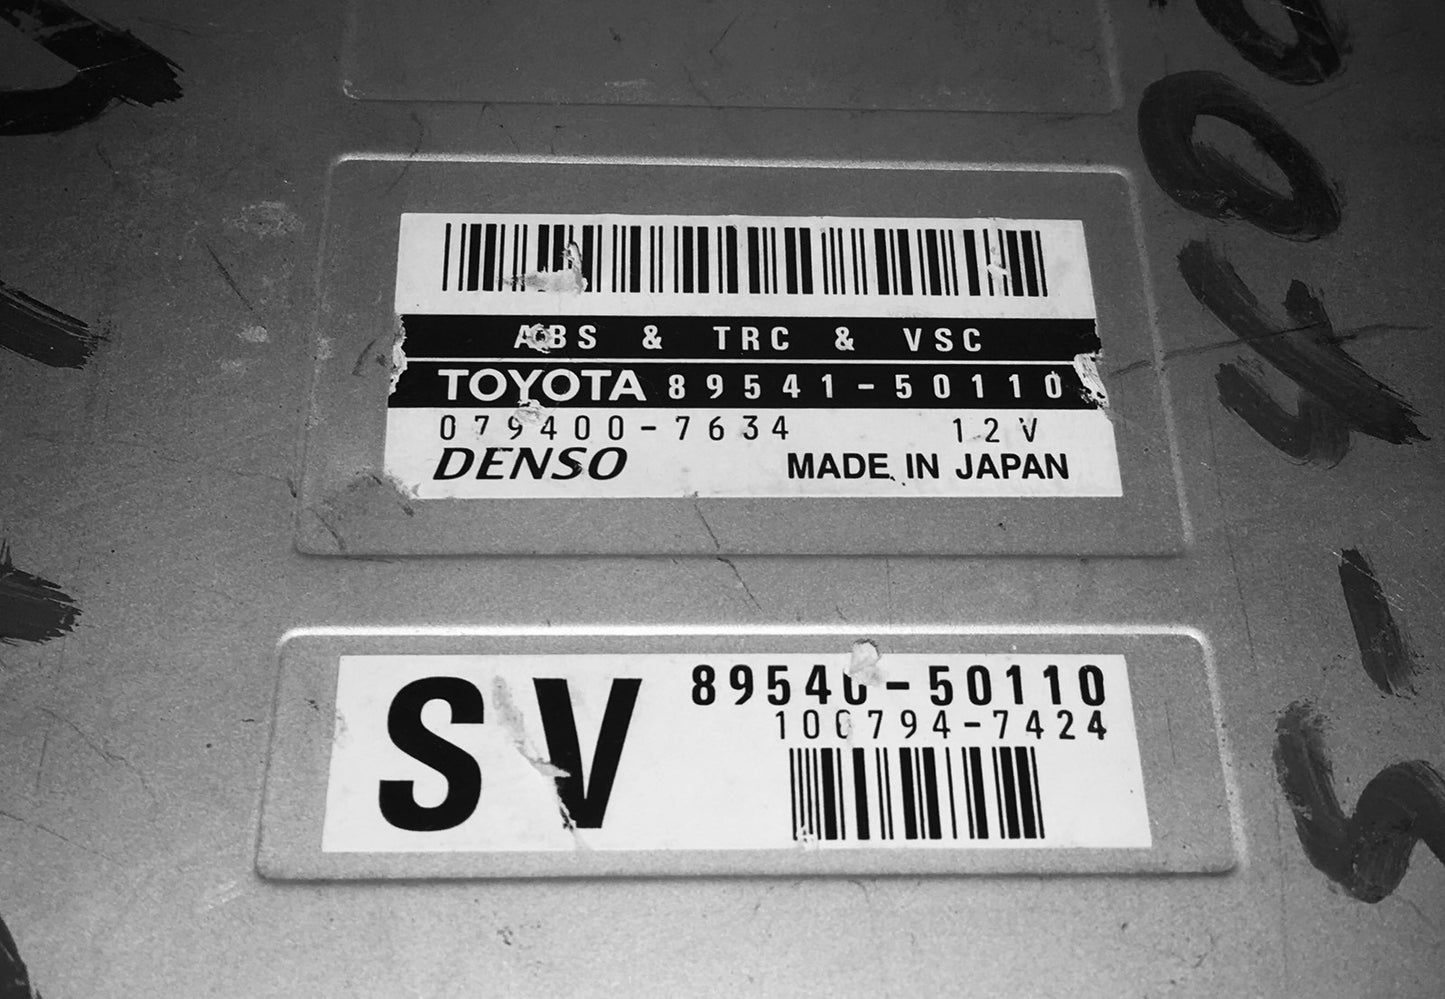 ABS & TRC & VSC
TOYOTA 89541-50110
079400-7634 12V
DENSO MADE IN JAPAN
SV
89540-50110
100794-7424